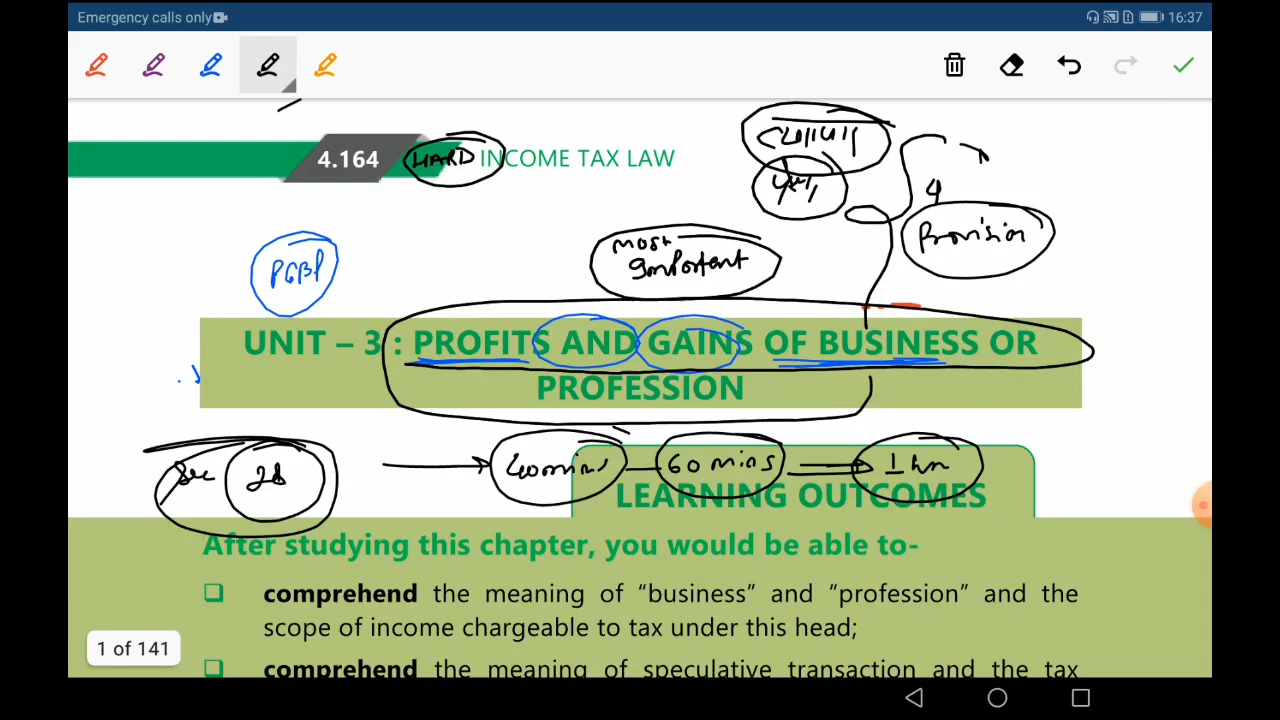 Emergency calls only
16:37
4.164 HARD INCOME TAX LAW
4
Provision
most
Important
PGBP
UNIT – 3 : PROFITS AND GAINS OF BUSINESS OR
PROFESSION
Sec 28
40 mins 60 mins 1 hr
LEARNING OUTCOMES
After studying this chapter, you would be able to-
❑ comprehend the meaning of “business” and “profession” and the
scope of income chargeable to tax under this head;
❑ comprehend the meaning of speculative transaction and the tax
1 of 141